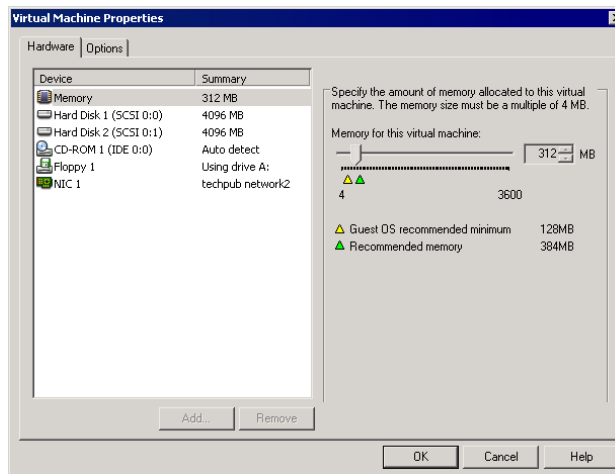 Virtual Machine Properties
Hardware Options
Device Summary
Memory 312 MB
Hard Disk 1 (SCSI 0:0) 4096 MB
Hard Disk 2 (SCSI 0:1) 4096 MB
CD-ROM 1 (IDE 0:0) Auto detect
Floppy 1 Using drive A:
NIC 1 techpub network2
Add... Remove
Specify the amount of memory allocated to this virtual
machine. The memory size must be a multiple of 4 MB.
Memory for this virtual machine:
312 MB
4 3600
Guest OS recommended minimum 128MB
Recommended memory 384MB
OK Cancel Help